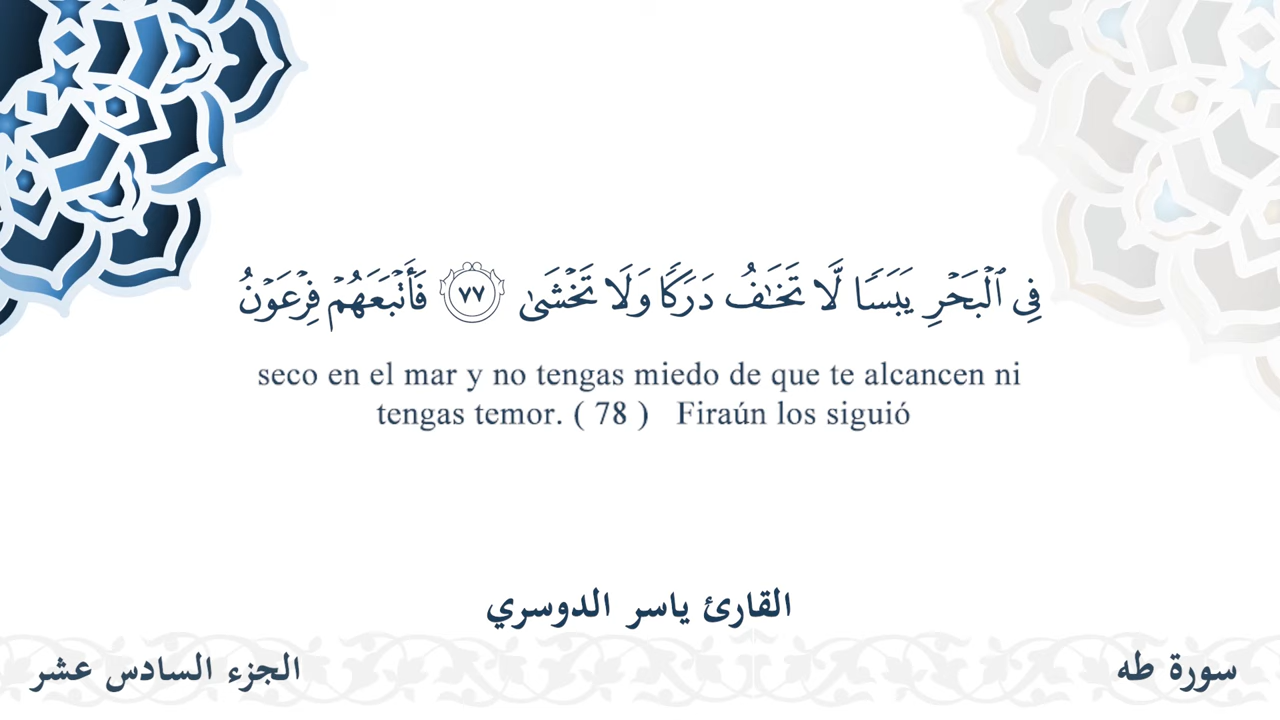 فِي ٱلۡبَحۡرِ يَبَسٗا لَّا تَخَٰفُ دَرَكٗا وَلَا تَخۡشَىٰ ٧٧ فَأَتۡبَعَهُمۡ فِرۡعَوۡنُ
seco en el mar y no tengas miedo de que te alcancen ni
tengas temor. ( 78 ) Firaún los siguió
القارئ ياسر الدوسري
سورة طه
الجزء السادس عشر